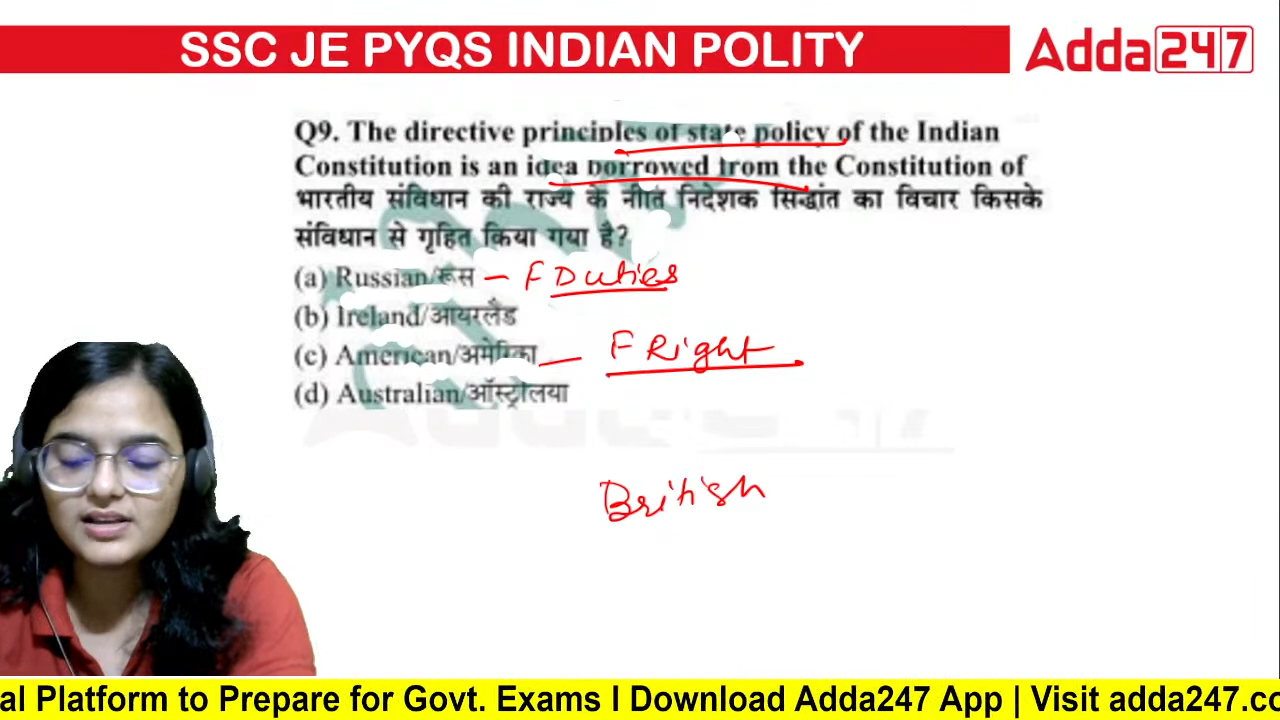 SSC JE PYQS INDIAN POLITY
Adda247
Q9. The directive principles of state policy of the Indian
Constitution is an idea borrowed from the Constitution of
भारतीय संविधान की राज्य के नीति निदेशक सिद्धांत का विचार किसके
संविधान से गृहित किया गया है?
(a) Russian/रूस - F Duties
(b) Ireland/आयरलैंड
(c) American/अमेरिका - F Right
(d) Australian/ऑस्ट्रेलिया
British
al Platform to Prepare for Govt. Exams I Download Adda247 App | Visit adda247.co